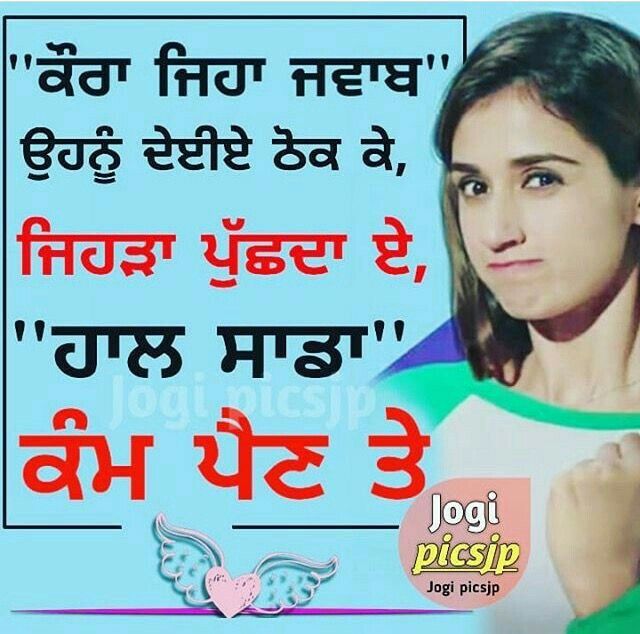 "ਕੌਰਾ ਜਿਹਾ ਜਵਾਬ"
ਉਹਨੂੰ ਦੇਈਏ ਠੋਕ ਕੇ,
ਜਿਹੜਾ ਪੁੱਛਦਾ ਏ,
"ਹਾਲ ਸਾਡਾ"
Jogi picsjp
ਕੰਮ ਪੈਣ ਤੇ
Jogi
picsjp
Jogi picsjp